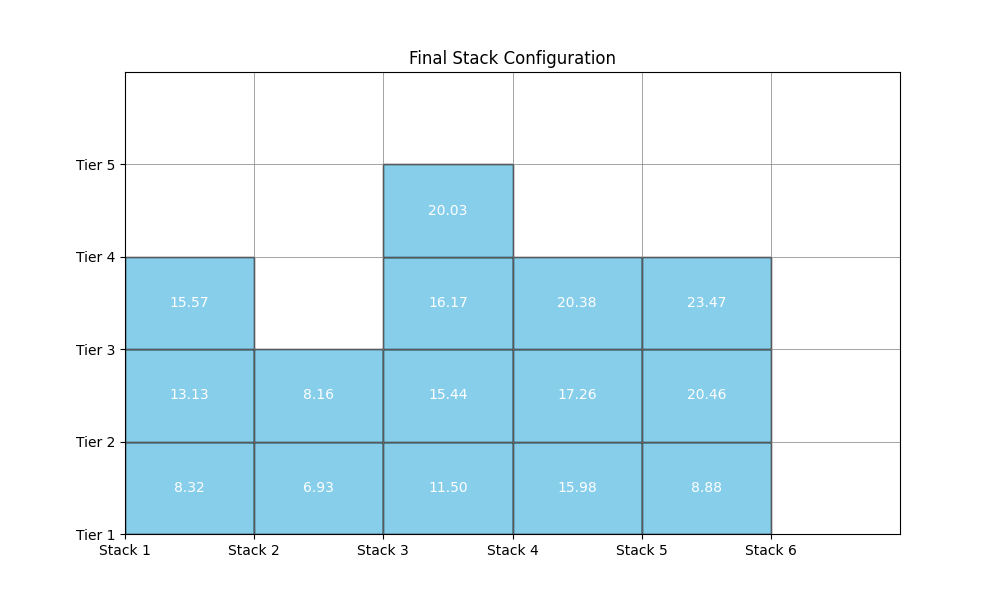 Final Stack Configuration
Tier 5
20.03
Tier 4
15.57 16.17 20.38 23.47
Tier 3
13.13 8.16 15.44 17.26 20.46
Tier 2
8.32 6.93 11.50 15.98 8.88
Tier 1
Stack 1 Stack 2 Stack 3 Stack 4 Stack 5 Stack 6